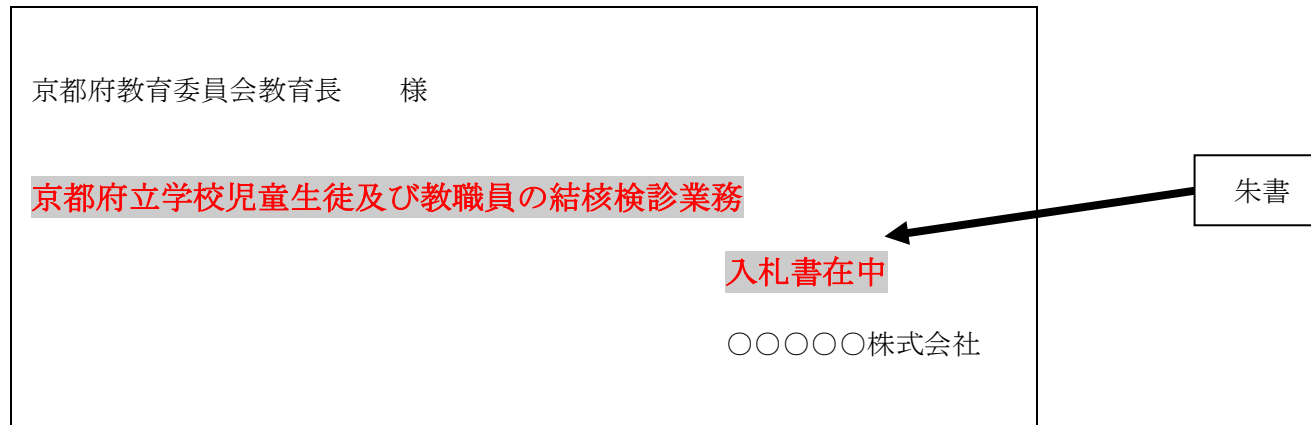 京都府教育委員会教育長　　様
京都府立学校児童生徒及び教職員の結核検診業務
朱書
入札書在中
○○○○○株式会社